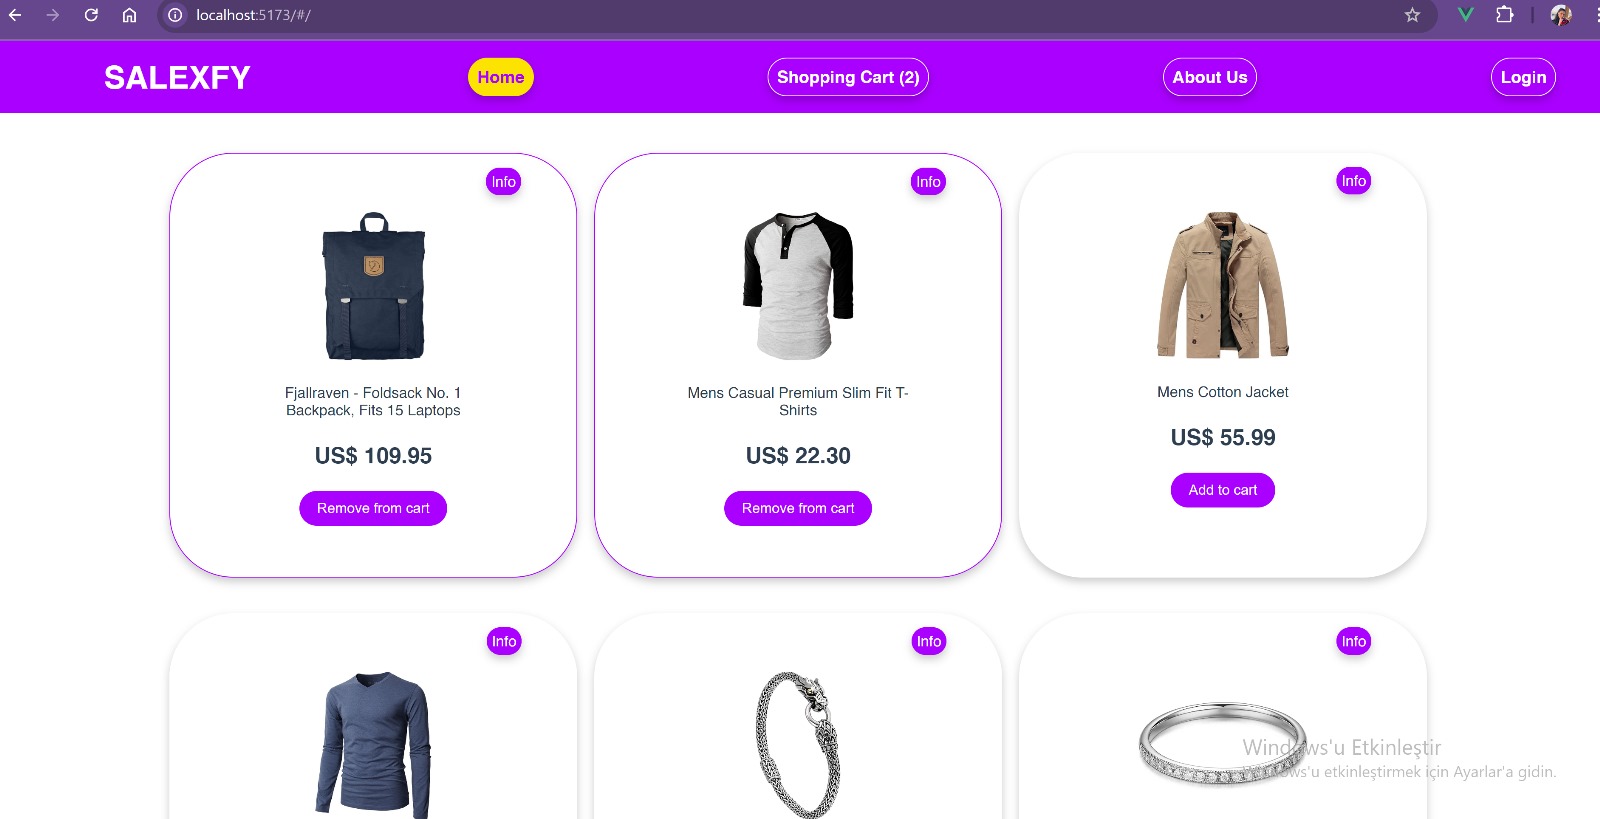 localhost:5173/#/
SALEXFY
Home
Shopping Cart (2)
About Us
Login
Info
Fjallraven - Foldsack No. 1
Backpack, Fits 15 Laptops
US$ 109.95
Remove from cart
Info
Mens Casual Premium Slim Fit T-
Shirts
US$ 22.30
Remove from cart
Info
Mens Cotton Jacket
US$ 55.99
Add to cart
Info
Info
Info
Windows'u Etkinleştir
Windows'u etkinleştirmek için Ayarlar'a gidin.